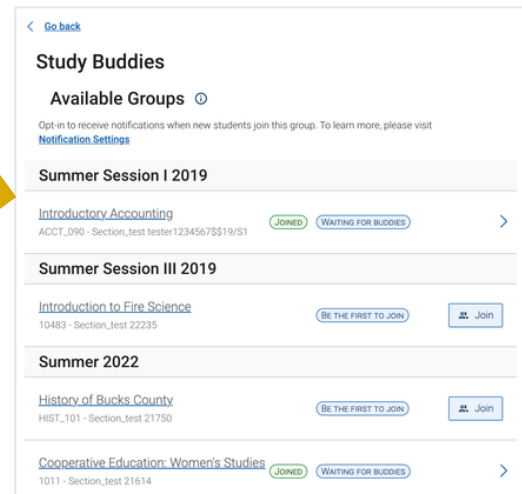 Go back
Study Buddies
Available Groups
Opt-in to receive notifications when new students join this group. To learn more, please visit
Notification Settings
Summer Session I 2019
Introductory Accounting
JOINED WAITING FOR BUDDIES
ACCT_090 - Section_test tester1234567$$19/S1
Summer Session III 2019
Introduction to Fire Science
BE THE FIRST TO JOIN Join
10483 - Section_test 22235
Summer 2022
History of Bucks County
BE THE FIRST TO JOIN Join
HIST_101 - Section_test 21750
Cooperative Education: Women's Studies
JOINED WAITING FOR BUDDIES
1011 - Section_test 21614